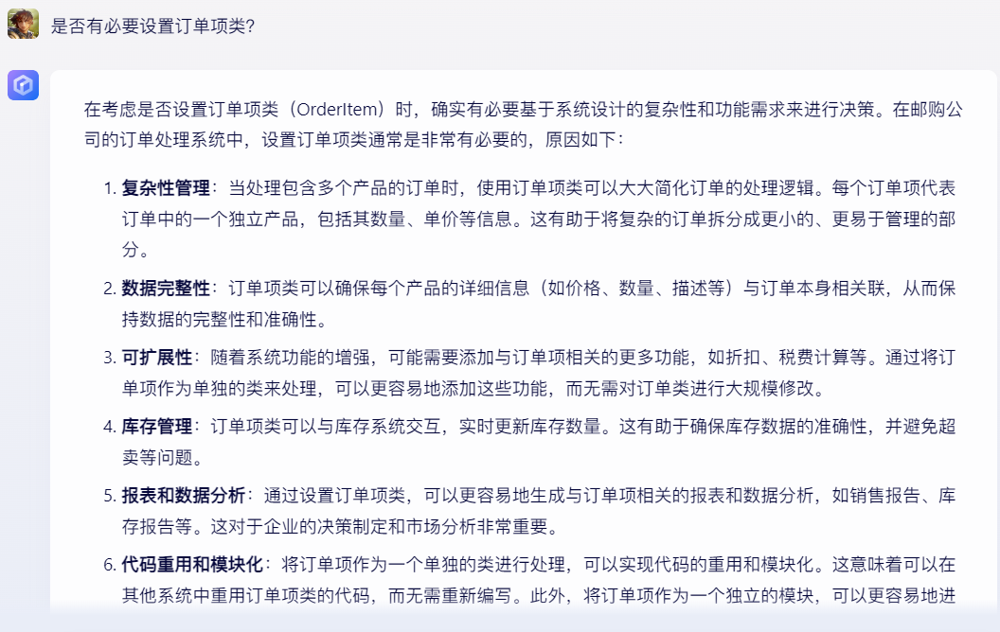 是否有必要设置订单项类？
在考虑是否设置订单项类（OrderItem）时，确实有必要基于系统设计的复杂性和功能需求来进行决策。在邮购公
司的订单处理系统中，设置订单项类通常是非常有必要的，原因如下：
1. 复杂性管理：当处理包含多个产品的订单时，使用订单项类可以大大简化订单的处理逻辑。每个订单项代表
订单中的一个独立产品，包括其数量、单价等信息。这有助于将复杂的订单拆分成更小的、更易于管理的部
分。
2. 数据完整性：订单项类可以确保每个产品的详细信息（如价格、数量、描述等）与订单本身相关联，从而保
持数据的完整性和准确性。
3. 可扩展性：随着系统功能的增强，可能需要添加与订单项相关的更多功能，如折扣、税费计算等。通过将订
单项作为单独的类来处理，可以更容易地添加这些功能，而无需对订单类进行大规模修改。
4. 库存管理：订单项类可以与库存系统交互，实时更新库存数量。这有助于确保库存数据的准确性，并避免超
卖等问题。
5. 报表和数据分析：通过设置订单项类，可以更容易地生成与订单项相关的报表和数据分析，如销售报告、库
存报告等。这对于企业的决策制定和市场分析非常重要。
6. 代码重用和模块化：将订单项作为一个单独的类进行处理，可以实现代码的重用和模块化。这意味着可以在
其他系统中重用订单项类的代码，而无需重新编写。此外，将订单项作为一个独立的模块，可以更容易地进